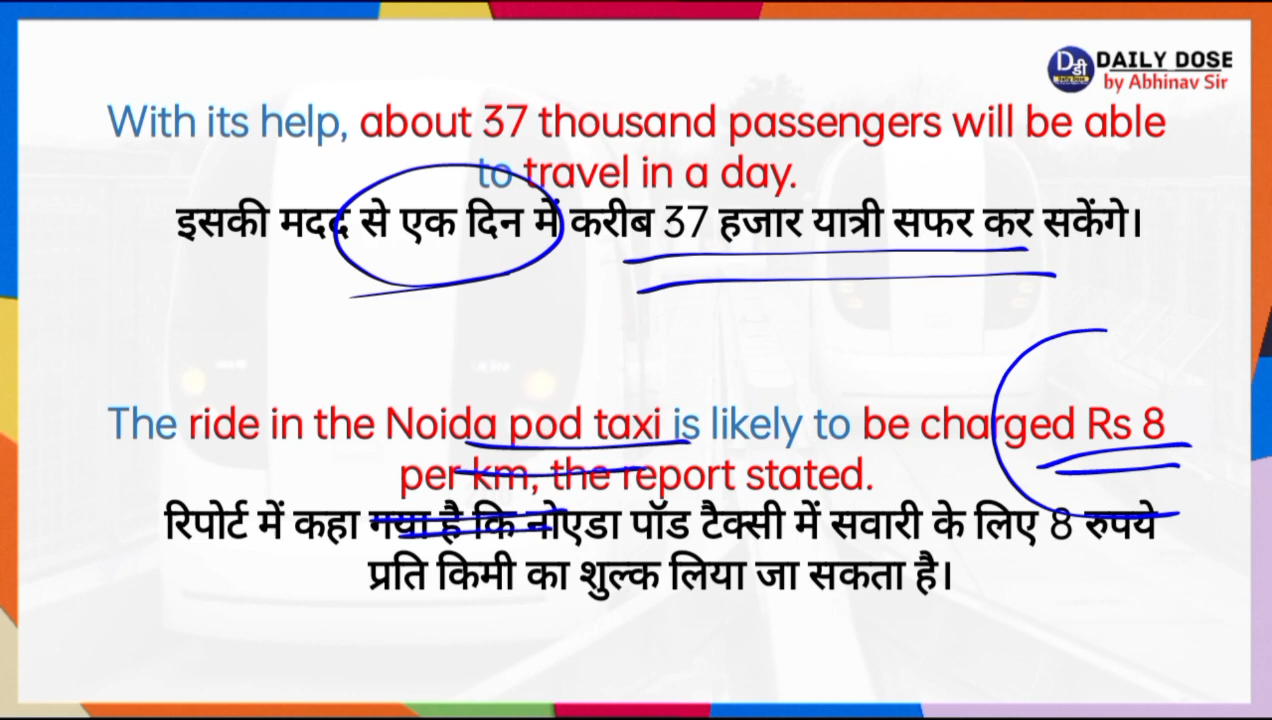 DAILY DOSE
by Abhinav Sir
With its help, about 37 thousand passengers will be able
to travel in a day.
इसकी मदद से एक दिन में करीब 37 हजार यात्री सफर कर सकेंगे।
The ride in the Noida pod taxi is likely to be charged Rs 8
per km, the report stated.
रिपोर्ट में कहा गया है कि नोएडा पॉड टैक्सी में सवारी के लिए 8 रुपये
प्रति किमी का शुल्क लिया जा सकता है।